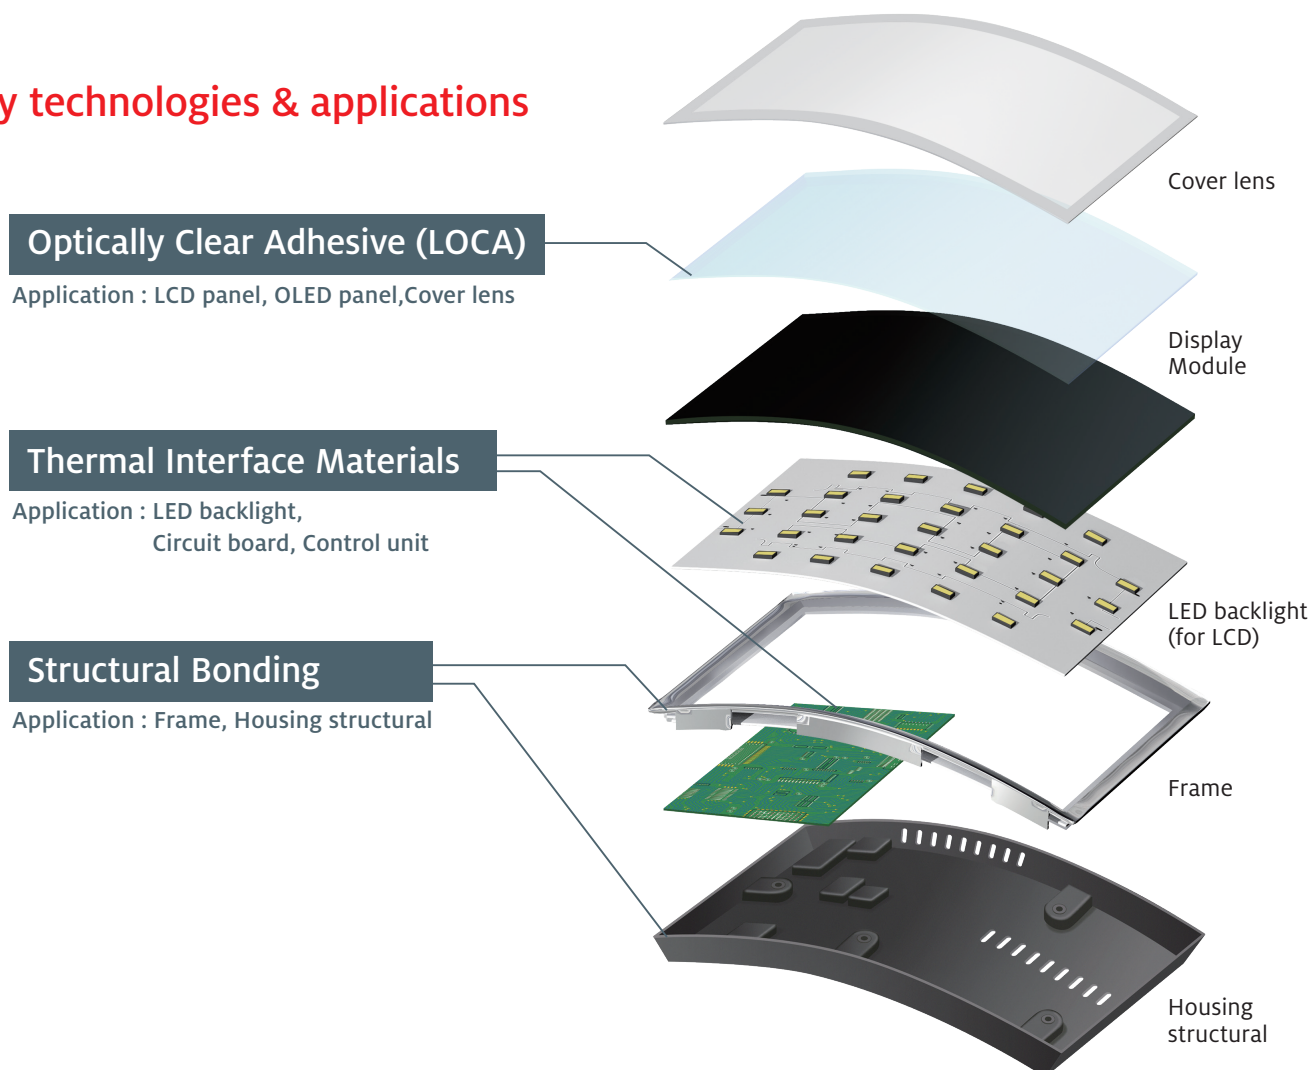 y technologies & applications
Optically Clear Adhesive (LOCA)
Application : LCD panel, OLED panel,Cover lens
Thermal Interface Materials
Application : LED backlight,
Circuit board, Control unit
Structural Bonding
Application : Frame, Housing structural
Cover lens
Display
Module
LED backlight
(for LCD)
Frame
Housing
structural